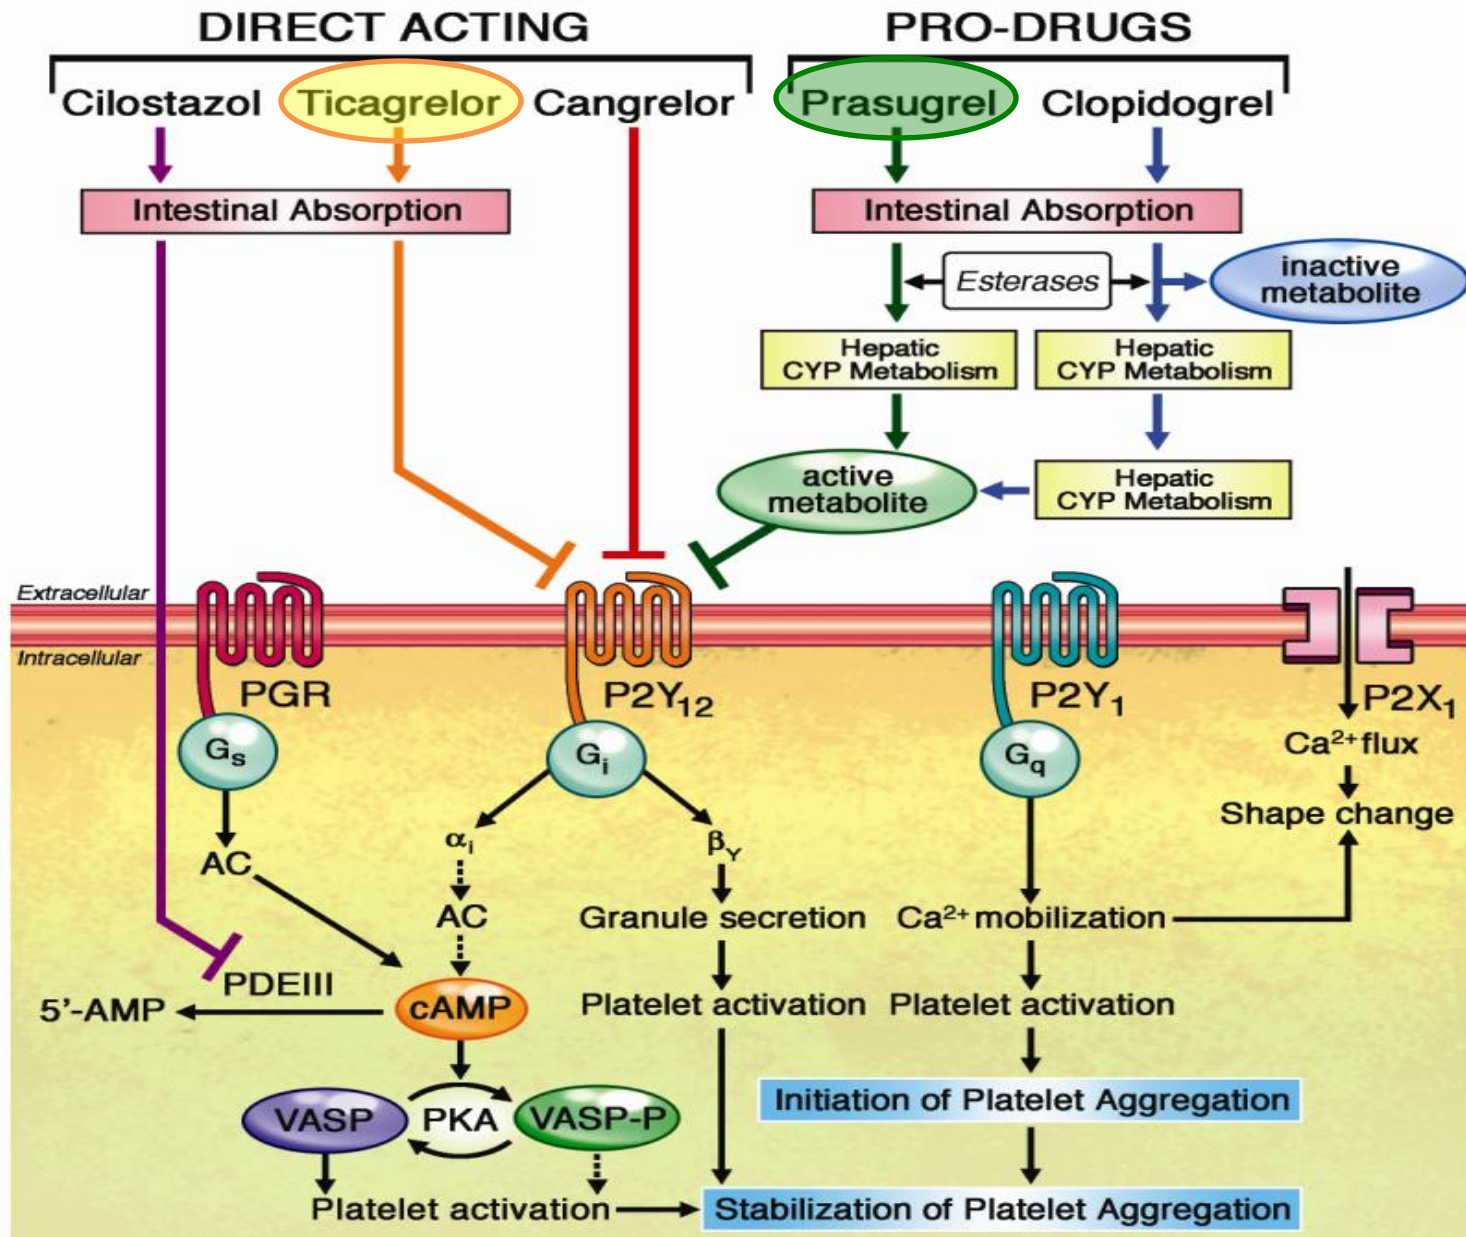 DIRECT ACTING
PRO-DRUGS
Cilostazol
Ticagrelor
Cangrelor
Prasugrel
Clopidogrel
Intestinal Absorption
Intestinal Absorption
Esterases
inactive
metabolite
Hepatic
CYP Metabolism
Hepatic
CYP Metabolism
active
metabolite
Hepatic
CYP Metabolism
Extracellular
Intracellular
PGR
P2Y₁₂
P2Y₁
P2X₁
Gₛ
Gᵢ
G_q
Ca²⁺ flux
Shape change
αᵢ
βᵧ
AC
AC
Granule secretion
Ca²⁺ mobilization
PDEIII
5’-AMP
cAMP
Platelet activation
Platelet activation
VASP
PKA
VASP-P
Initiation of Platelet Aggregation
Platelet activation
Stabilization of Platelet Aggregation